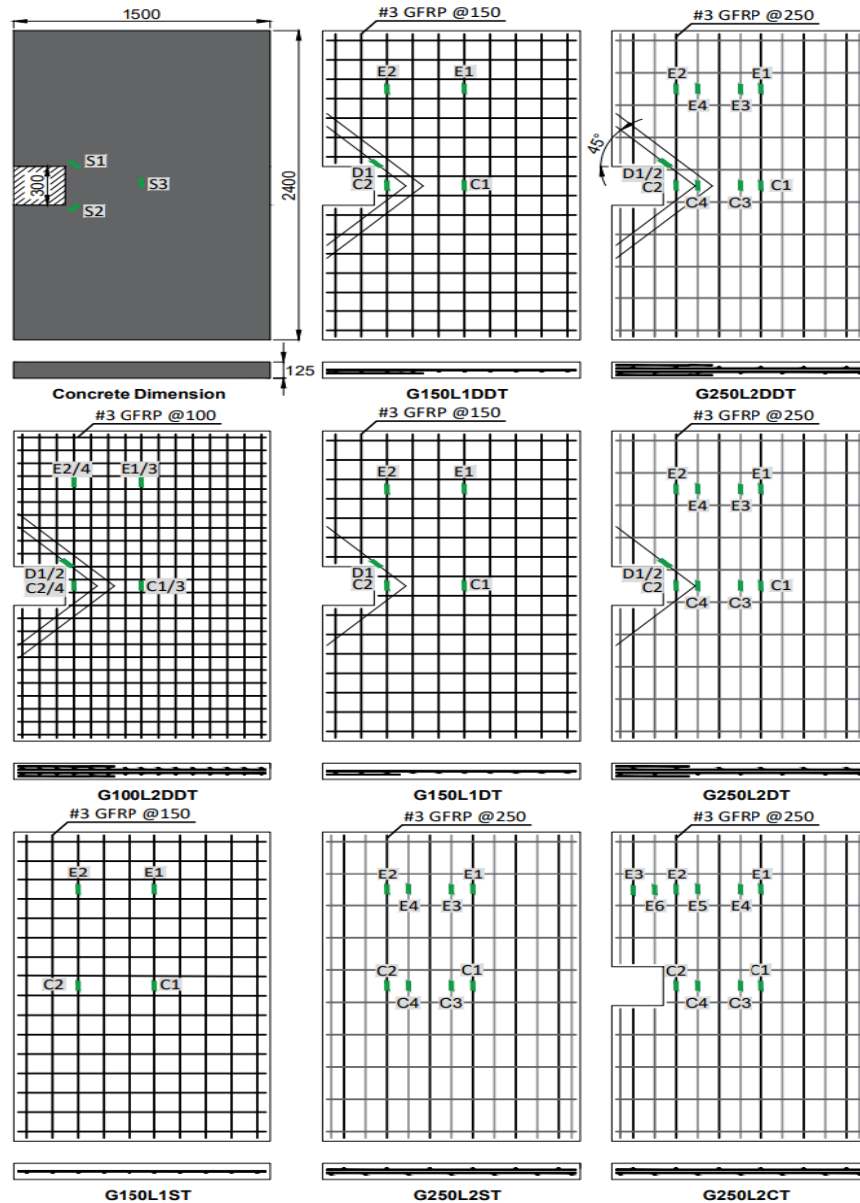 1500
#3 GFRP @150
#3 GFRP @250
E2
E1
E2
E1
E4
E3
S1
45°
300
S3
2400
D1
D1/2
C2
C1
C2
C1
S2
C4
C3
125
Concrete Dimension
G150L1DDT
G250L2DDT
#3 GFRP @100
#3 GFRP @150
#3 GFRP @250
E2/4
E1/3
E2
E1
E2
E1
E4
E3
D1/2
D1
D1/2
C2/4
C1/3
C2
C1
C2
C1
C4
C3
G100L2DDT
G150L1DT
G250L2DT
#3 GFRP @150
#3 GFRP @250
#3 GFRP @250
E2
E1
E2
E1
E3
E2
E1
E4
E3
E6
E5
E4
C2
C1
C2
C1
C2
C1
C4
C3
C4
C3
G150L1ST
G250L2ST
G250L2CT